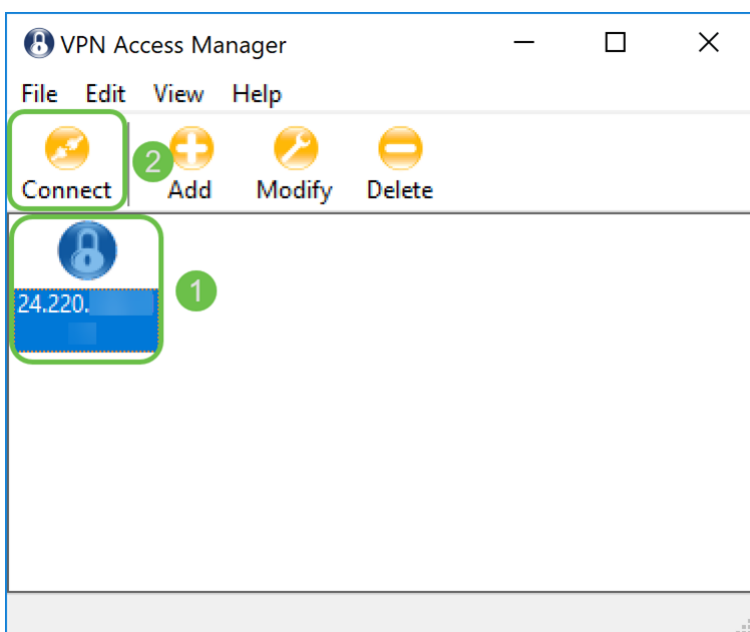 VPN Access Manager
File Edit View Help
2
Connect Add Modify Delete
1
24.220.